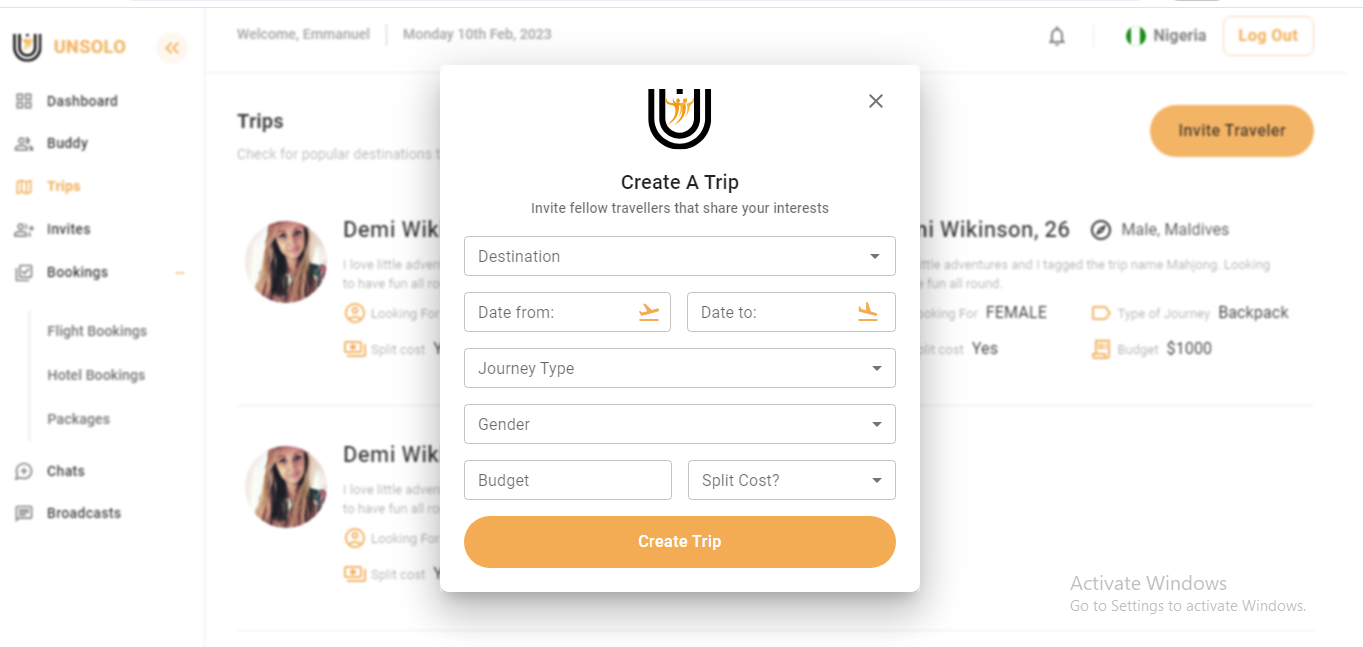 UNSOLO
Welcome, Emmanuel
Monday 10th Feb, 2023
Nigeria
Log Out
Dashboard
Buddy
Trips
Invites
Bookings
Flight Bookings
Hotel Bookings
Packages
Chats
Broadcasts
Trips
Check for popular destinations
Invite Traveler
Demi Wik
I love little adven
to have fun all ro
Looking For
Split cost Y
ni Wikinson, 26
Male, Maldives
ttle adventures and I tagged the trip name Mahjong. Looking
e fun all round.
oking For FEMALE
Type of Journey Backpack
lit cost Yes
Budget $1000
Demi Wik
I love little adven
to have fun all ro
Looking For
Split cost Y
Create A Trip
Invite fellow travellers that share your interests
Destination
Date from:
Date to:
Journey Type
Gender
Budget
Split Cost?
Create Trip
Activate Windows
Go to Settings to activate Windows.